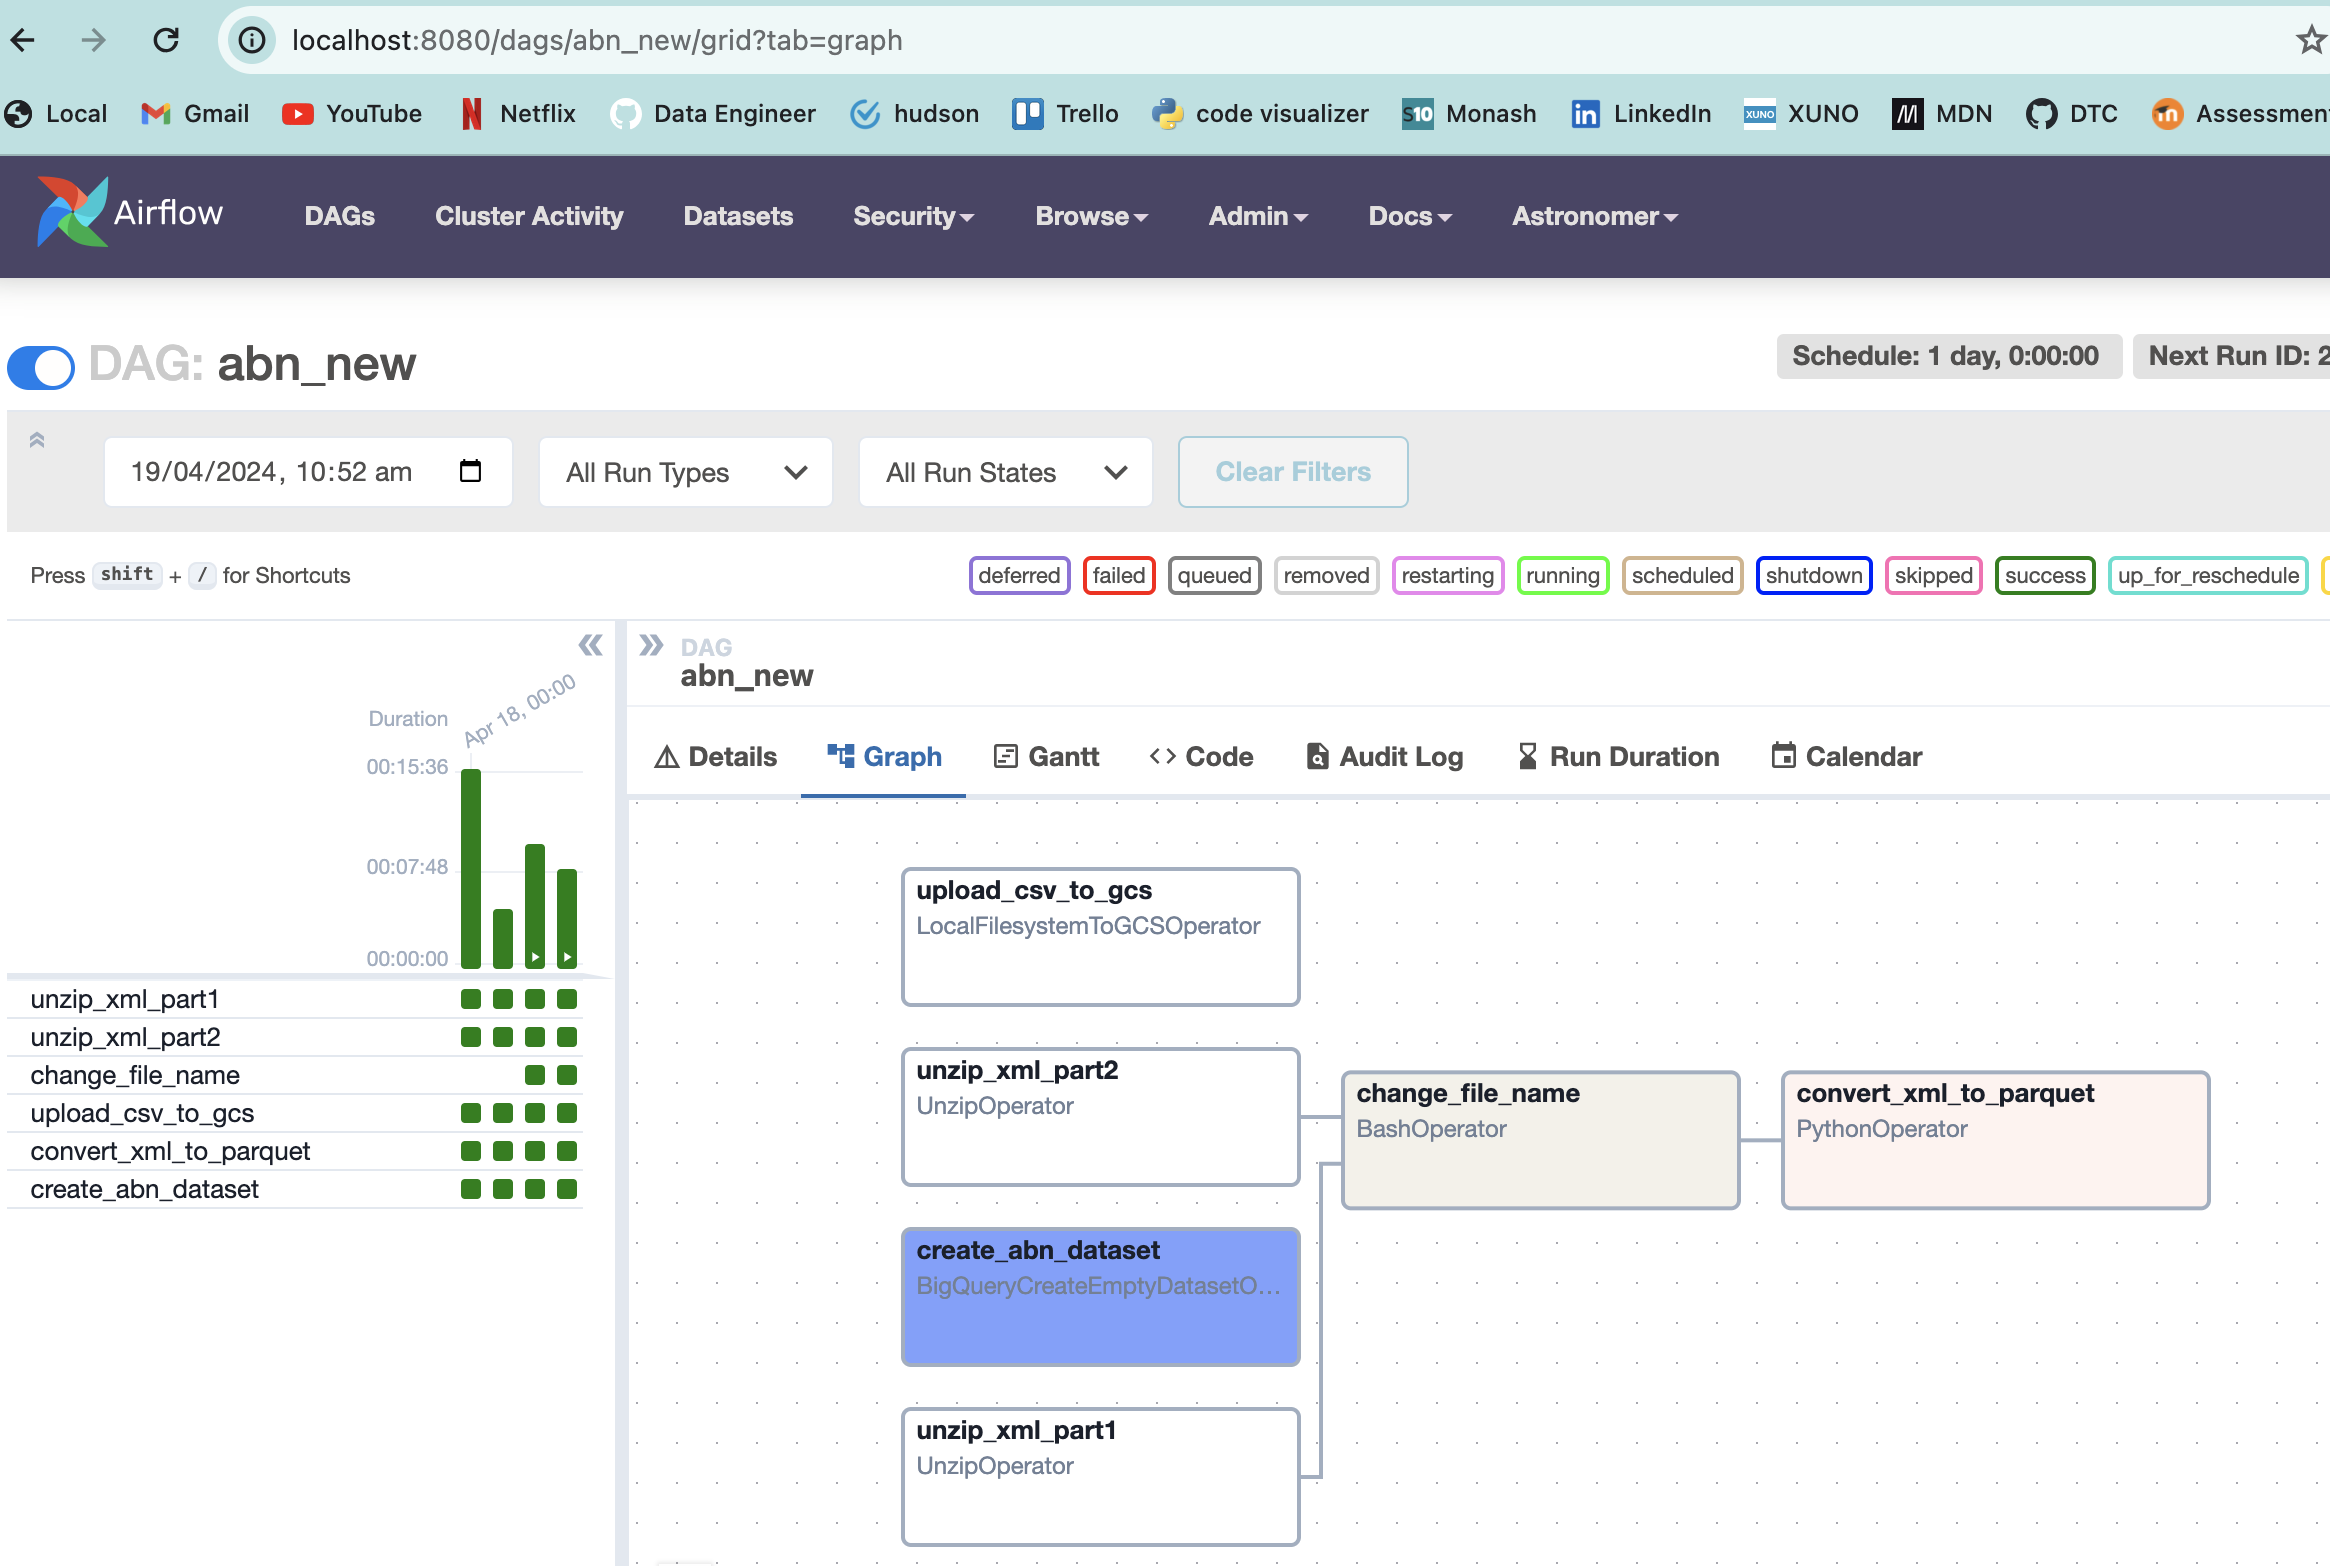 localhost:8080/dags/abn_new/grid?tab=graph
Local Gmail YouTube Netflix Data Engineer hudson Trello code visualizer S10 Monash in LinkedIn XUNO XUNO MDN DTC Assessment
Airflow DAGs Cluster Activity Datasets Security Browse Admin Docs Astronomer
DAG: abn_new
Schedule: 1 day, 0:00:00 Next Run ID: 2
19/04/2024, 10:52 am All Run Types All Run States Clear Filters
Press shift + / for Shortcuts
deferred failed queued removed restarting running scheduled shutdown skipped success up_for_reschedule
DAG
abn_new
Details Graph Gantt Code Audit Log Run Duration Calendar
Apr 18, 00:00
Duration
00:15:36
00:07:48
00:00:00
unzip_xml_part1
unzip_xml_part2
change_file_name
upload_csv_to_gcs
convert_xml_to_parquet
create_abn_dataset
upload_csv_to_gcs
LocalFilesystemToGCSOperator
unzip_xml_part2
UnzipOperator
change_file_name
BashOperator
convert_xml_to_parquet
PythonOperator
create_abn_dataset
BigQueryCreateEmptyDatasetO...
unzip_xml_part1
UnzipOperator